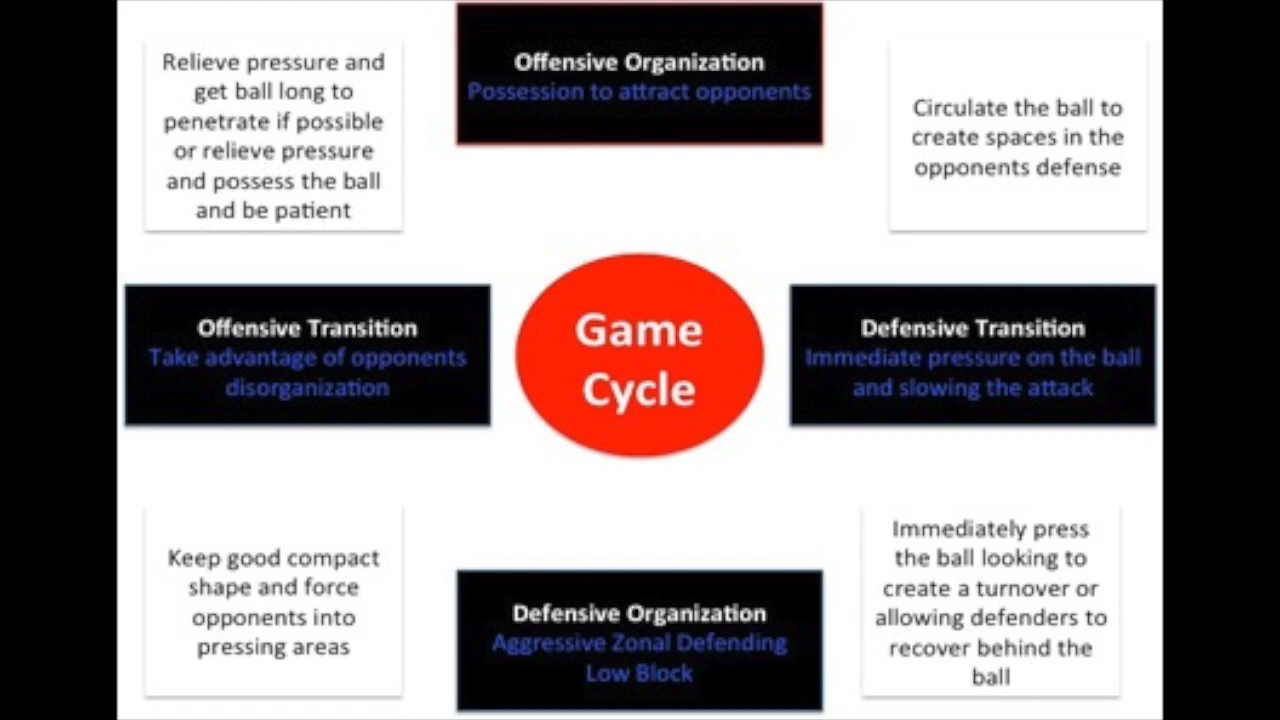 Relieve pressure and
get ball long to
penetrate if possible
or relieve pressure
and possess the ball
and be patient
Offensive Organization
Possession to attract opponents
Circulate the ball to
create spaces in the
opponents defense
Offensive Transition
Take advantage of opponents
disorganization
Game
Cycle
Defensive Transition
Immediate pressure on the ball
and slowing the attack
Keep good compact
shape and force
opponents into
pressing areas
Defensive Organization
Aggressive Zonal Defending
Low Block
Immediately press
the ball looking to
create a turnover or
allowing defenders to
recover behind the
ball